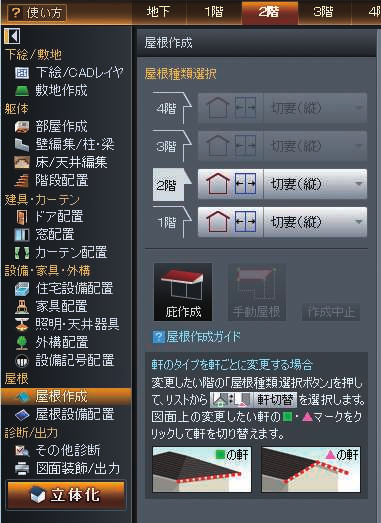 ? 使い方
地下
1階
2階
3階
下絵/敷地
下絵/CADレイヤ
敷地作成
躯体
部屋作成
壁編集/柱・梁
床/天井編集
階段配置
建具・カーテン
ドア配置
窓配置
カーテン配置
設備・家具・外構
住宅設備配置
家具配置
照明・天井器具
外構配置
設備記号配置
屋根
屋根作成
屋根設備配置
診断/出力
その他診断
図面装飾/出力
立体化
屋根作成
屋根種類選択
4階 切妻(縦)
3階 切妻(縦)
2階 切妻(縦)
1階 切妻(縦)
庇作成
手動屋根
作成中止
? 屋根作成ガイド
軒のタイプを軒ごとに変更する場合
変更したい階の「屋根種類選択ボタン」を押し
て、リストから 軒切替 を選択します。
図面上の変更したい軒の■・▲マークをク
リックして軒を切り替えます。
■の軒
▲の軒